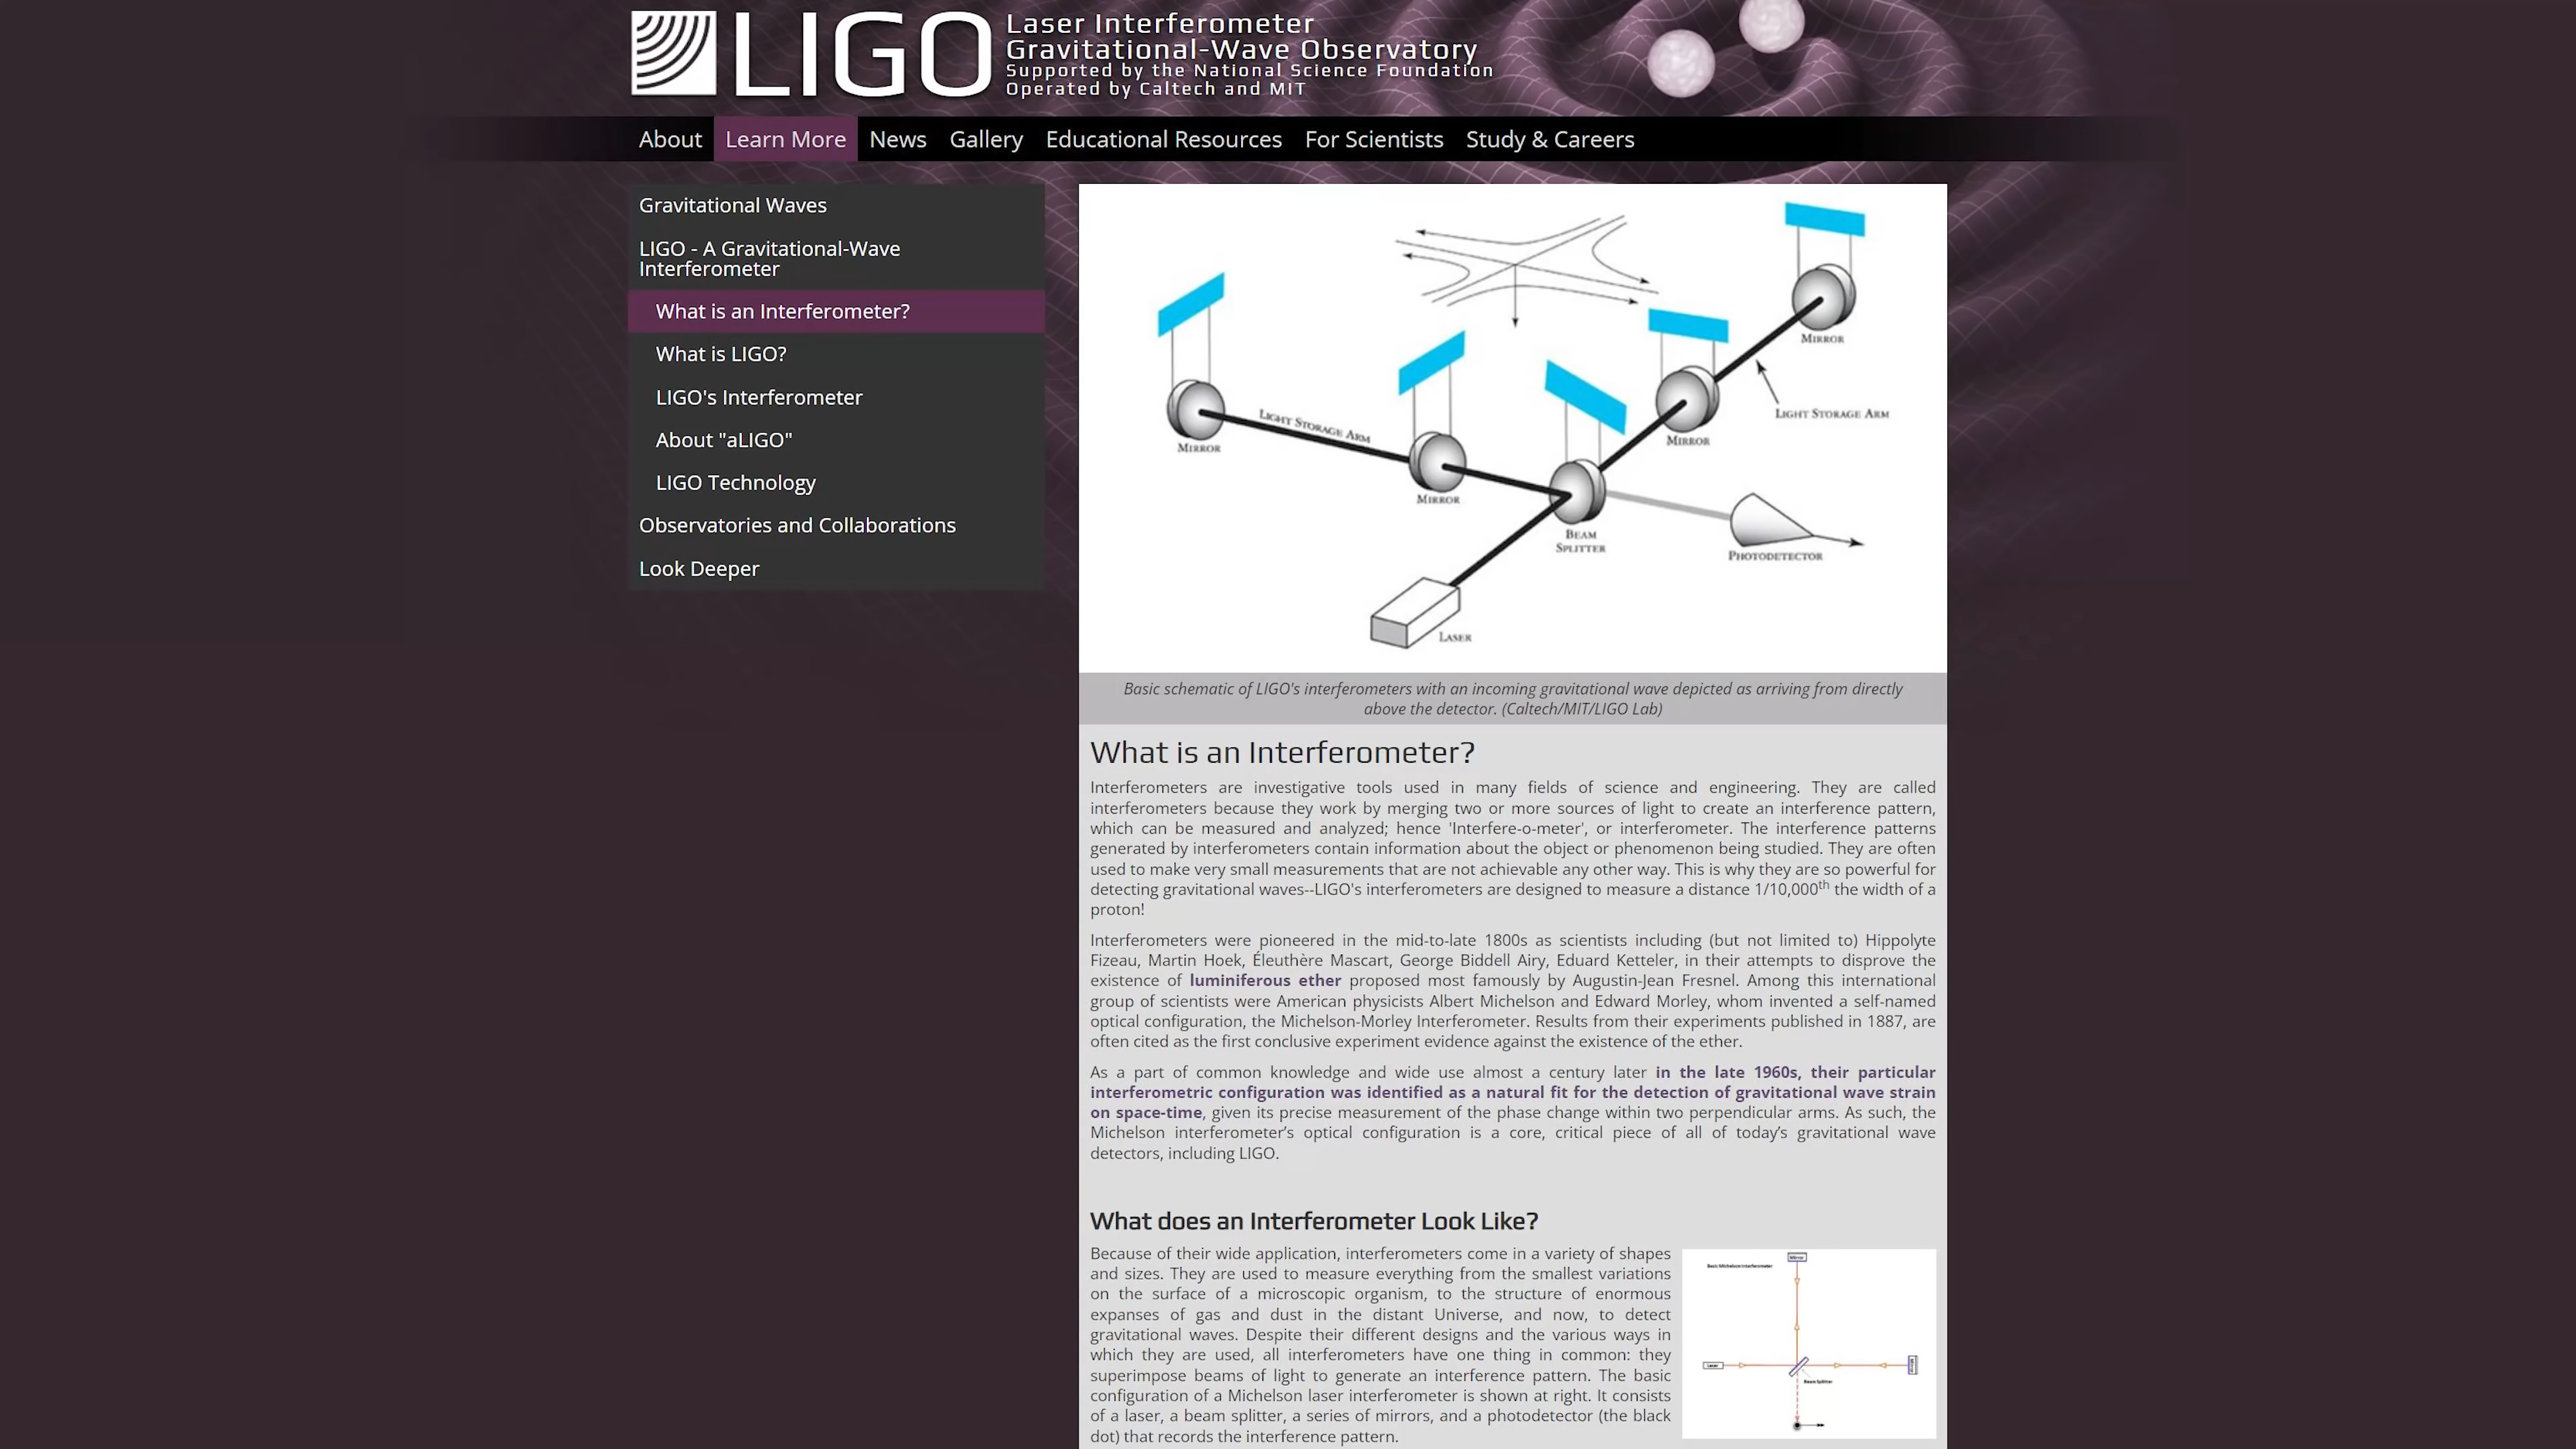 LIGO
Laser Interferometer
Gravitational-Wave Observatory
Supported by the National Science Foundation
Operated by Caltech and MIT
About
Learn More
News
Gallery
Educational Resources
For Scientists
Study & Careers
Gravitational Waves
LIGO - A Gravitational-Wave
Interferometer
What is an Interferometer?
What is LIGO?
LIGO's Interferometer
About "aLIGO"
LIGO Technology
Observatories and Collaborations
Look Deeper
MIRROR
LIGHT STORAGE ARM
MIRROR
LIGHT STORAGE ARM
MIRROR
MIRROR
BEAM
SPLITTER
PHOTODETECTOR
LASER
Basic schematic of LIGO's interferometers with an incoming gravitational wave depicted as arriving from directly
above the detector. (Caltech/MIT/LIGO Lab)
What is an Interferometer?
Interferometers are investigative tools used in many fields of science and engineering. They are called
interferometers because they work by merging two or more sources of light to create an interference pattern,
which can be measured and analyzed; hence 'Interfere-o-meter', or interferometer. The interference patterns
generated by interferometers contain information about the object or phenomenon being studied. They are often
used to make very small measurements that are not achievable any other way. This is why they are so powerful for
detecting gravitational waves--LIGO's interferometers are designed to measure a distance 1/10,000th the width of a
proton!
Interferometers were pioneered in the mid-to-late 1800s as scientists including (but not limited to) Hippolyte
Fizeau, Martin Hoek, Éleuthère Mascart, George Biddell Airy, Eduard Ketteler, in their attempts to disprove the
existence of luminiferous ether proposed most famously by Augustin-Jean Fresnel. Among this international
group of scientists were American physicists Albert Michelson and Edward Morley, whom invented a self-named
optical configuration, the Michelson-Morley Interferometer. Results from their experiments published in 1887, are
often cited as the first conclusive experiment evidence against the existence of the ether.
As a part of common knowledge and wide use almost a century later in the late 1960s, their particular
interferometric configuration was identified as a natural fit for the detection of gravitational wave strain
on space-time, given its precise measurement of the phase change within two perpendicular arms. As such, the
Michelson interferometer’s optical configuration is a core, critical piece of all of today’s gravitational wave
detectors, including LIGO.
What does an Interferometer Look Like?
Because of their wide application, interferometers come in a variety of shapes
and sizes. They are used to measure everything from the smallest variations
on the surface of a microscopic organism, to the structure of enormous
expanses of gas and dust in the distant Universe, and now, to detect
gravitational waves. Despite their different designs and the various ways in
which they are used, all interferometers have one thing in common: they
superimpose beams of light to generate an interference pattern. The basic
configuration of a Michelson laser interferometer is shown at right. It consists
of a laser, a beam splitter, a series of mirrors, and a photodetector (the black
dot) that records the interference pattern.
Mirror
Basic Michelson Interferometer
Laser
Mirror
Beam Splitter